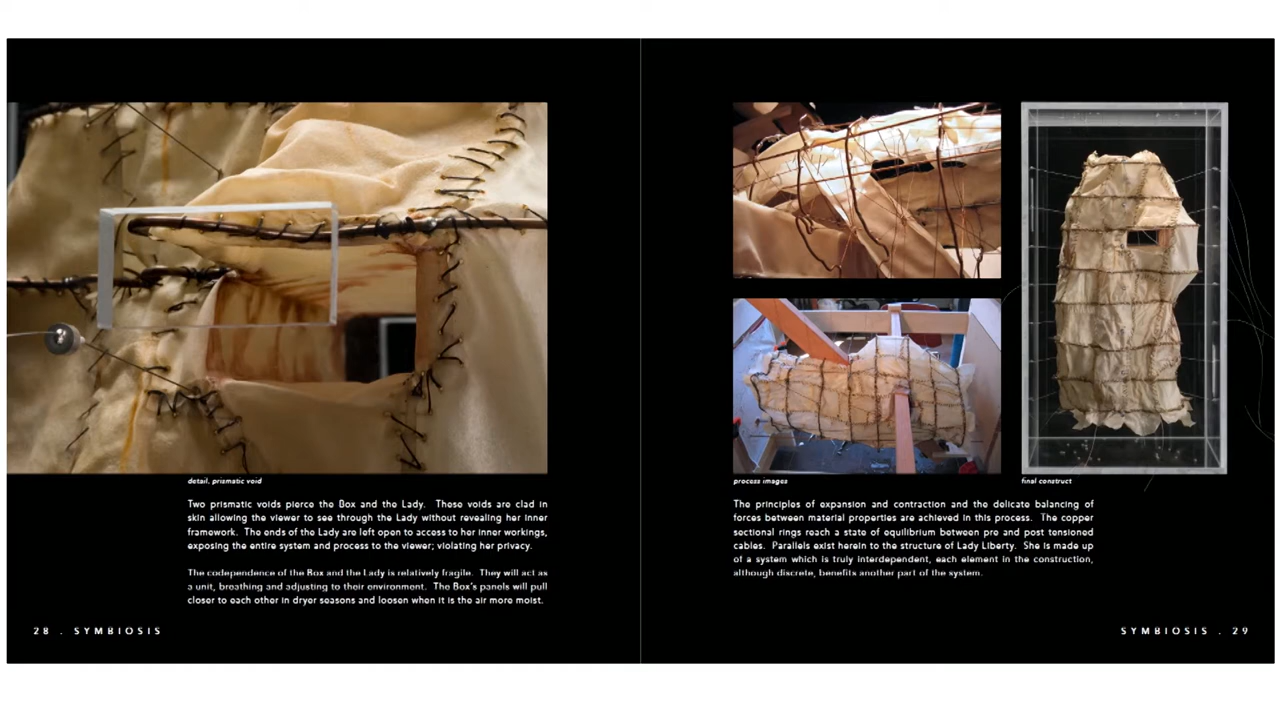 detail. prismatic void
Two prismatic voids pierce the Box and the Lady. These voids are clad in
skin allowing the viewer to see through the Lady without revealing her inner
framework. The ends of the Lady are left open to access to her inner workings,
exposing the entire system and process to the viewer; violating her privacy.
The codependence of the Box and the Lady is relatively fragile. They will act as
a unit, breathing and adjusting to their environment. The Box's panels will pull
closer to each other in dryer seasons and loosen when it is the air more moist.
28 . SYMBIOSIS
process images
final construct
The principles of expansion and contraction and the delicate balancing of
forces between material properties are achieved in this process. The copper
sectional rings reach a state of equilibrium between pre and post tensioned
cables. Parallels exist herein to the structure of Lady Liberty. She is made up
of a system which is truly interdependent, each element in the construction,
although discrete, benefits another part of the system.
SYMBIOSIS . 29